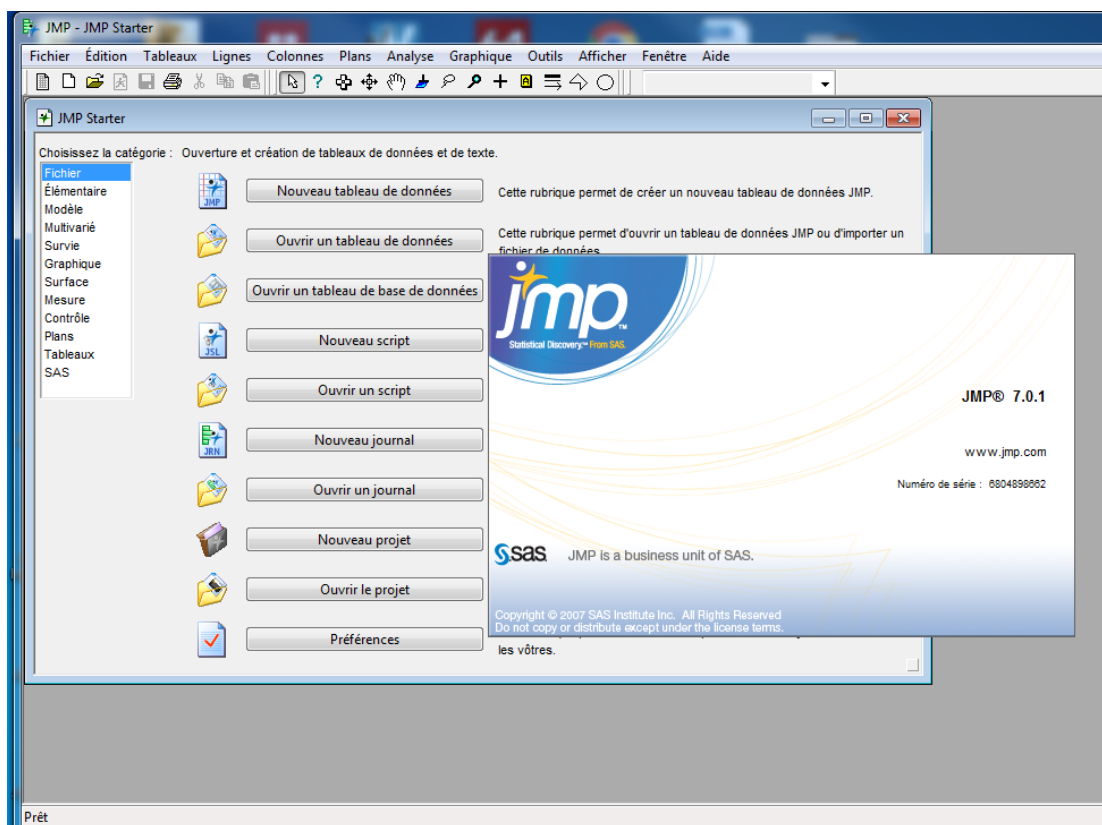 JMP - JMP Starter
Fichier Édition Tableaux Lignes Colonnes Plans Analyse Graphique Outils Afficher Fenêtre Aide
JMP Starter
Choisissez la catégorie : Ouverture et création de tableaux de données et de texte.
Fichier
Élémentaire
Modèle
Multivarié
Survie
Graphique
Surface
Mesure
Contrôle
Plans
Tableaux
SAS
JMP
Nouveau tableau de données
Cette rubrique permet de créer un nouveau tableau de données JMP.
Ouvrir un tableau de données
Cette rubrique permet d'ouvrir un tableau de données JMP ou d'importer un
fichier de données
Ouvrir un tableau de base de données
JSL
Nouveau script
Ouvrir un script
JRN
Nouveau journal
Ouvrir un journal
Nouveau projet
Ouvrir le projet
Préférences
les vôtres.
jmp TM
Statistical Discovery.™ From SAS.
JMP® 7.0.1
www.jmp.com
Numéro de série : 6804898662
sas JMP is a business unit of SAS.
Copyright © 2007 SAS Institute Inc. All Rights Reserved
Do not copy or distribute except under the license terms.
Prêt